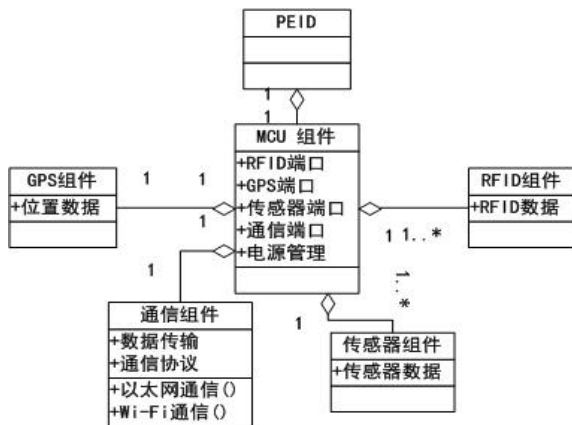 PEID
1
1
MCU 组件
+RFID端口
+GPS端口
+传感器端口
+通信端口
+电源管理
GPS组件
+位置数据
1
1
1
RFID组件
+RFID数据
1
1..*
1
通信组件
+数据传输
+通信协议
+以太网通信()
+Wi-Fi通信()
1
1..*
传感器组件
+传感器数据